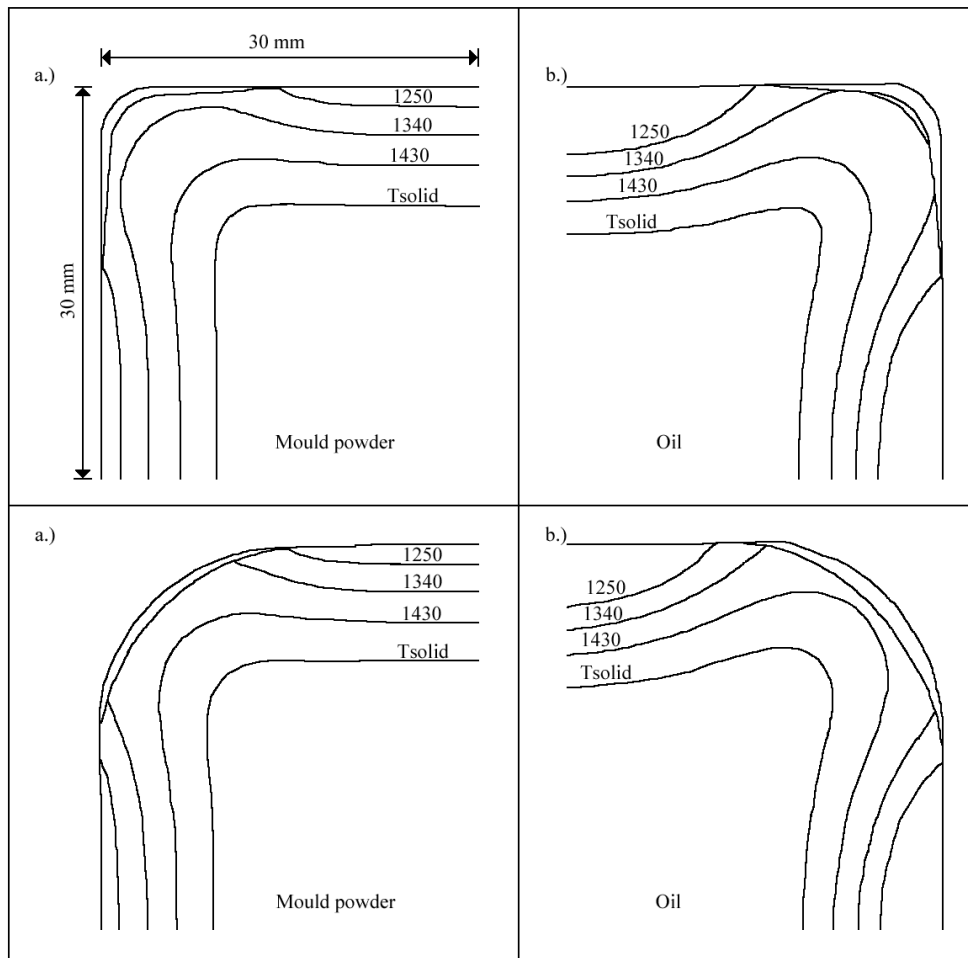 30 mm
a.)
1250
1340
1430
Tsolid
30 mm
Mould powder
b.)
1250
1340
1430
Tsolid
Oil
a.)
1250
1340
1430
Tsolid
Mould powder
b.)
1250
1340
1430
Tsolid
Oil